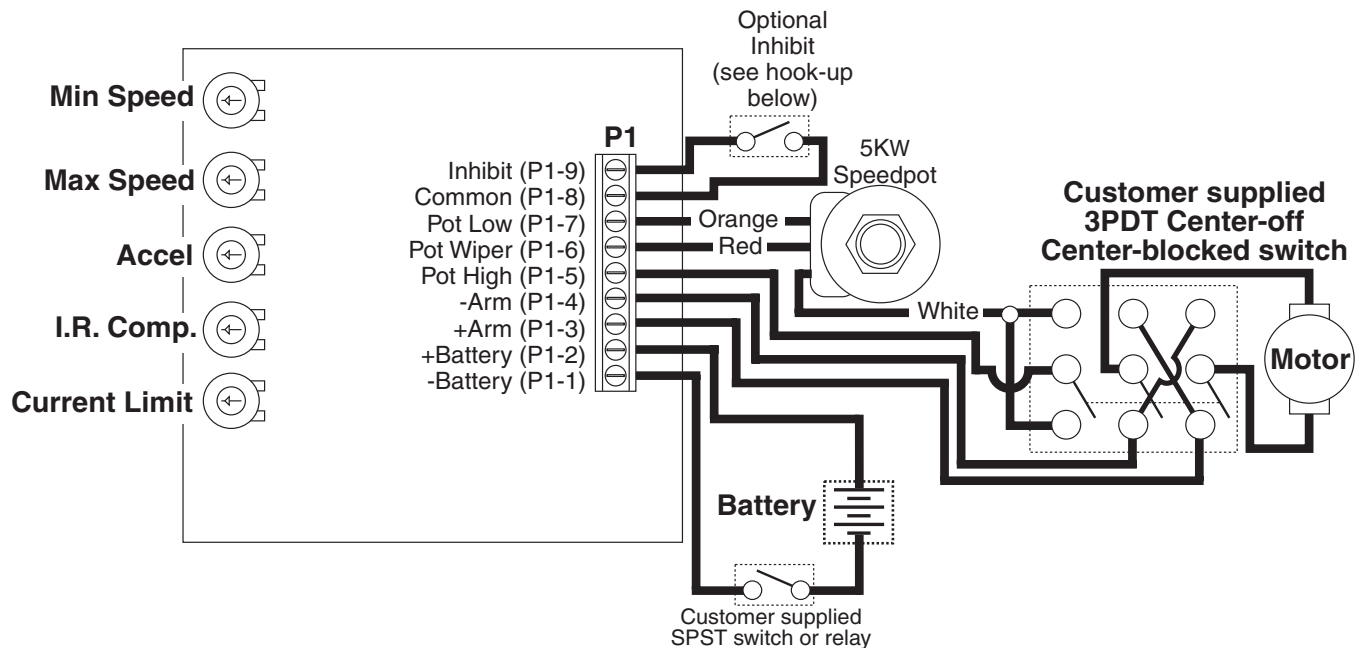 Optional
Inhibit
(see hook-up
below)
Min Speed
Max Speed
Accel
I.R. Comp.
Current Limit
P1
Inhibit (P1-9)
Common (P1-8)
Pot Low (P1-7)
Pot Wiper (P1-6)
Pot High (P1-5)
-Arm (P1-4)
+Arm (P1-3)
+Battery (P1-2)
-Battery (P1-1)
5KW
Speedpot
Orange
Red
White
Customer supplied
3PDT Center-off
Center-blocked switch
Motor
Battery
Customer supplied
SPST switch or relay